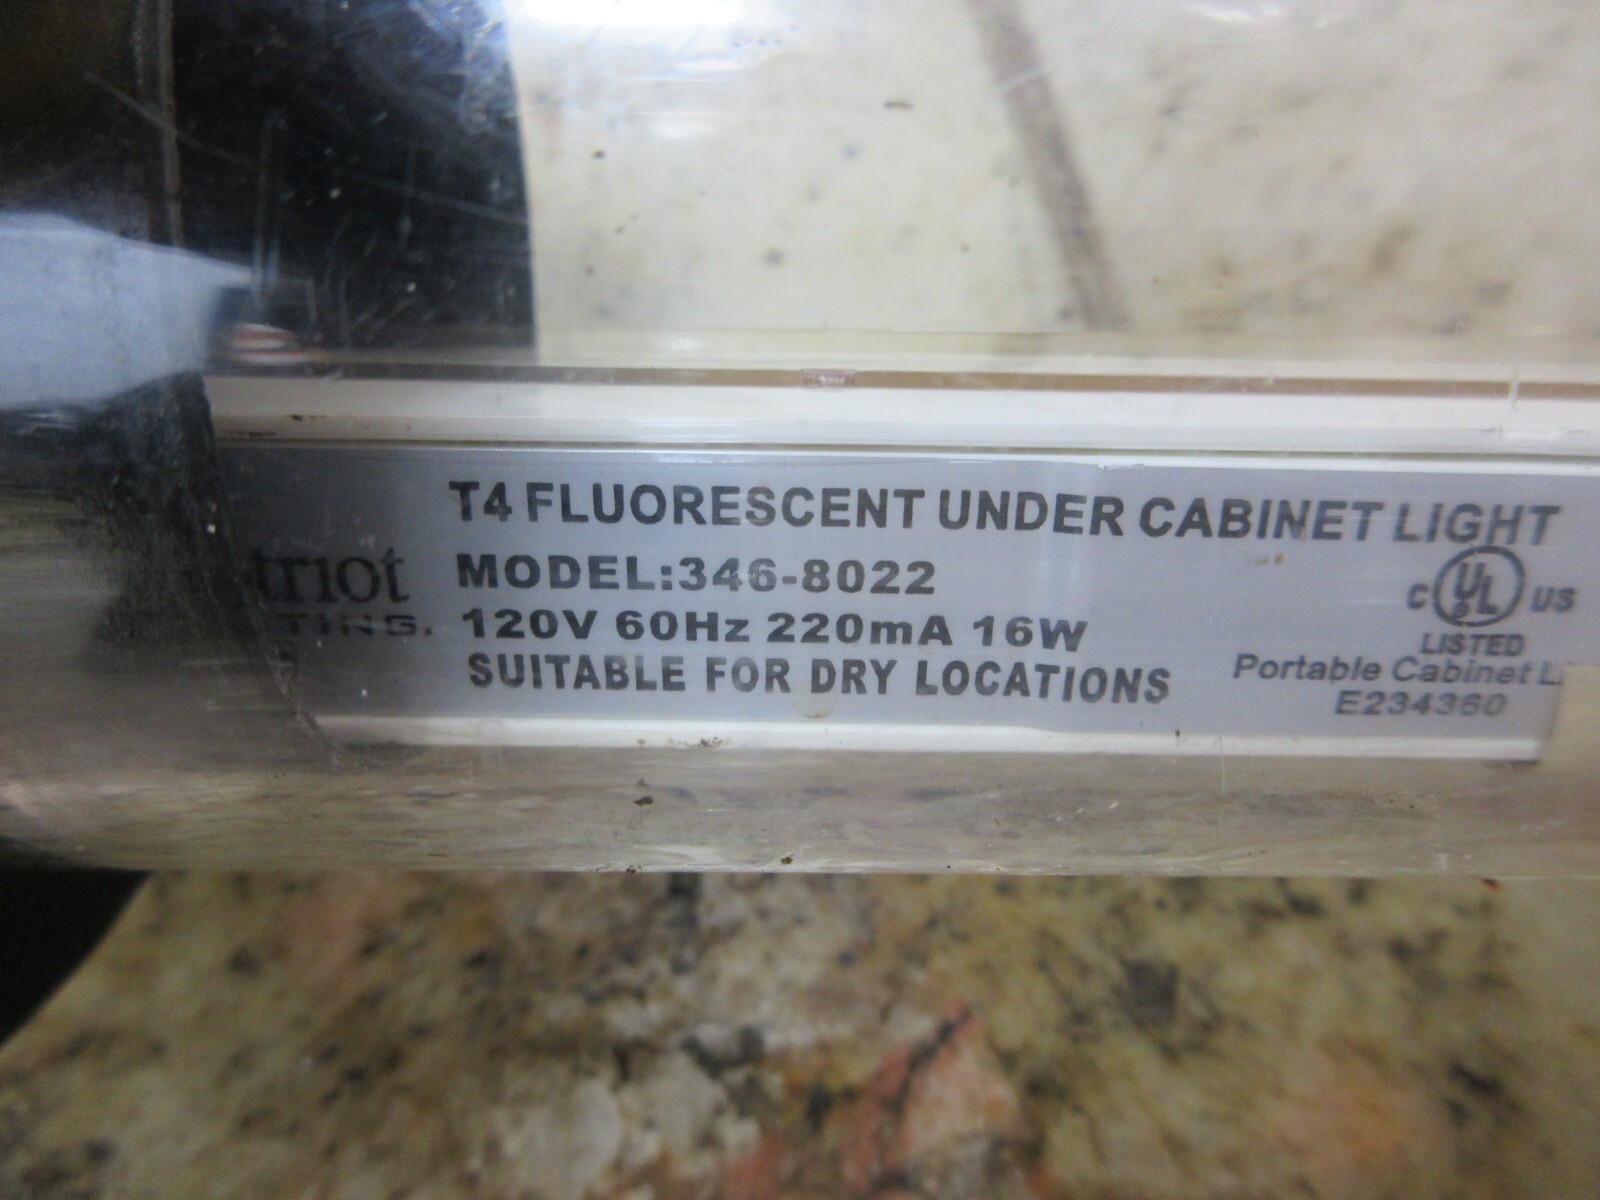 T4 FLUORESCENT UNDER CABINET LIGHT
triot
TING.
MODEL:346-8022
120V 60Hz 220mA 16W
SUITABLE FOR DRY LOCATIONS
C UL US
LISTED
Portable Cabinet L
E234360